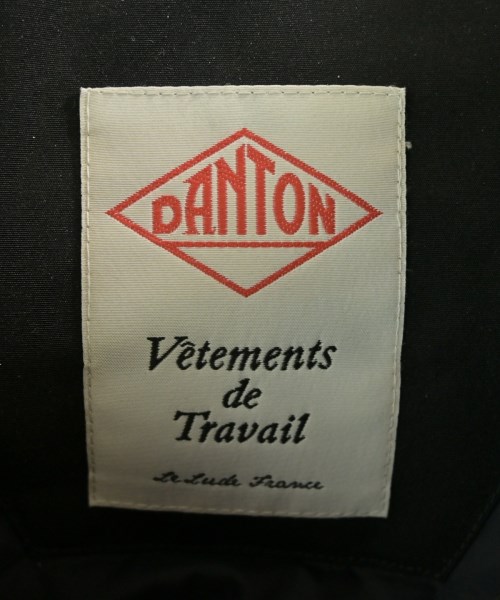 DANTON
Vêtements
de
Travail
Le Lude France